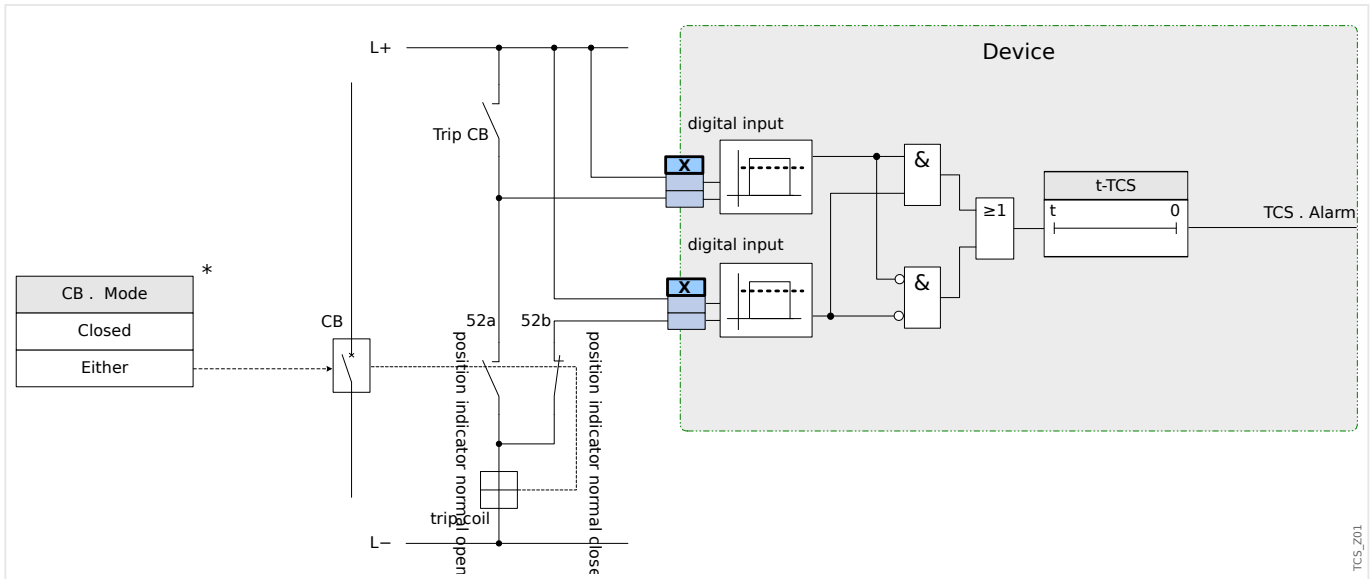 Device
L+
digital input
Trip CB
X
&
t-TCS
≥1
t
0
TCS . Alarm
digital input
*
CB . Mode
Closed
Either
X
&
CB
52a
52b
position indicator normal open
position indicator normal close
trip coil
L−
TCS_Z01